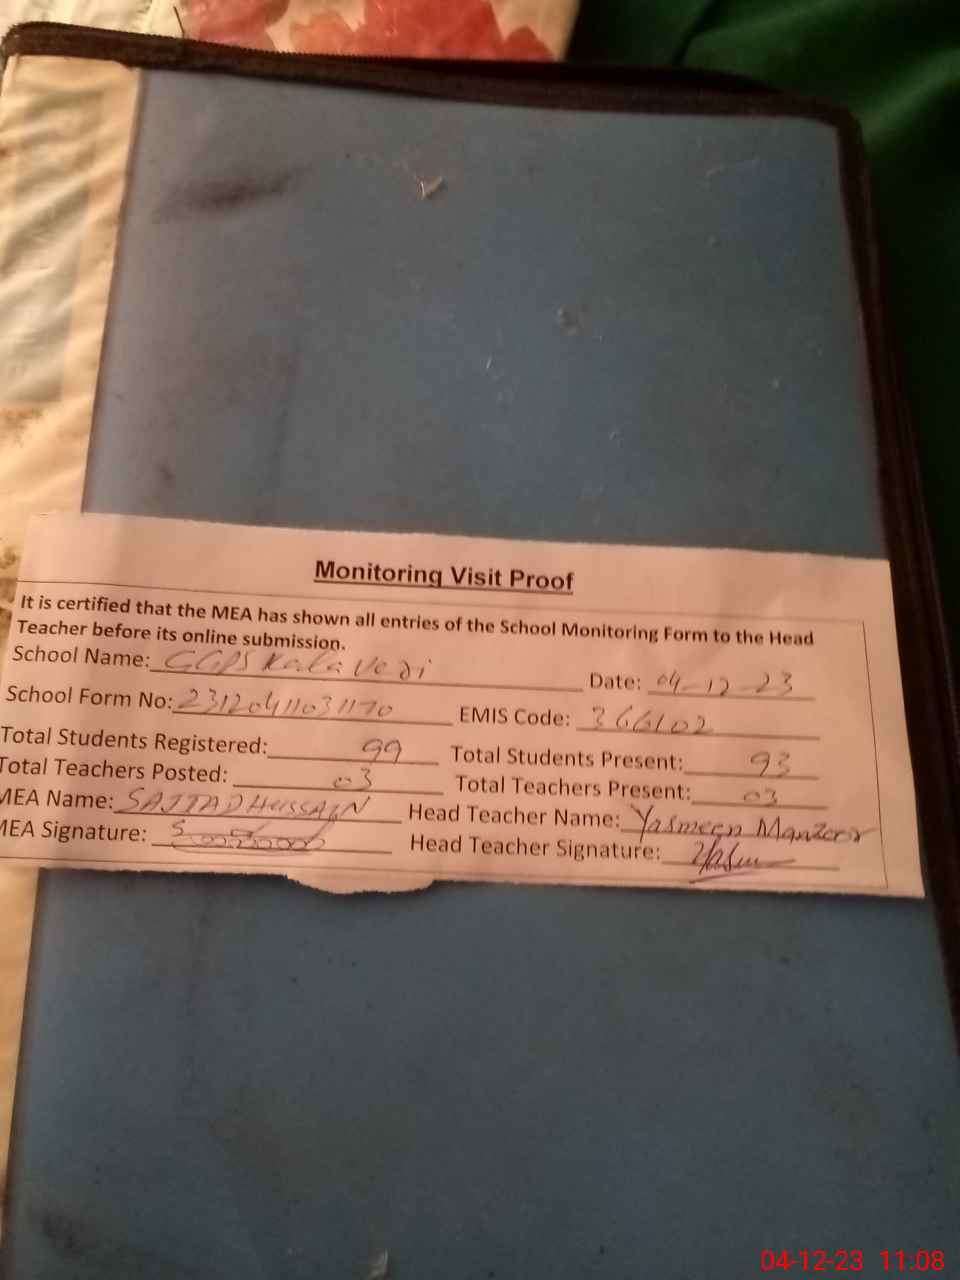 Monitoring Visit Proof
It is certified that the MEA has shown all entries of the School Monitoring Form to the Head
Teacher before its online submission.
School Name: GGPS Kala Vedi Date: 04-12-23
School Form No: 23120411031170 EMIS Code: 366102
Total Students Registered: 99 Total Students Present: 93
Total Teachers Posted: 03 Total Teachers Present: 03
MEA Name: SAJJAD HUSSAIN Head Teacher Name: Yasmeen Manzoor
MEA Signature: Head Teacher Signature:
04-12-23 11:08